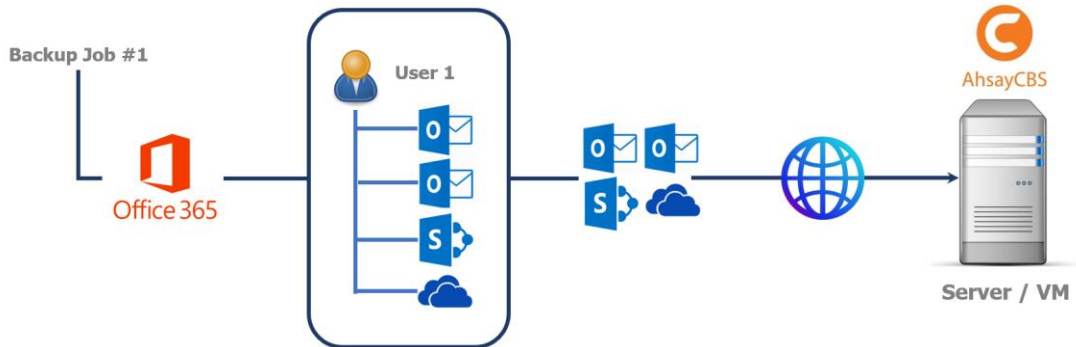 Backup Job #1
Office 365
User 1
O
O
S
O
O
S
AhsayCBS
Server / VM